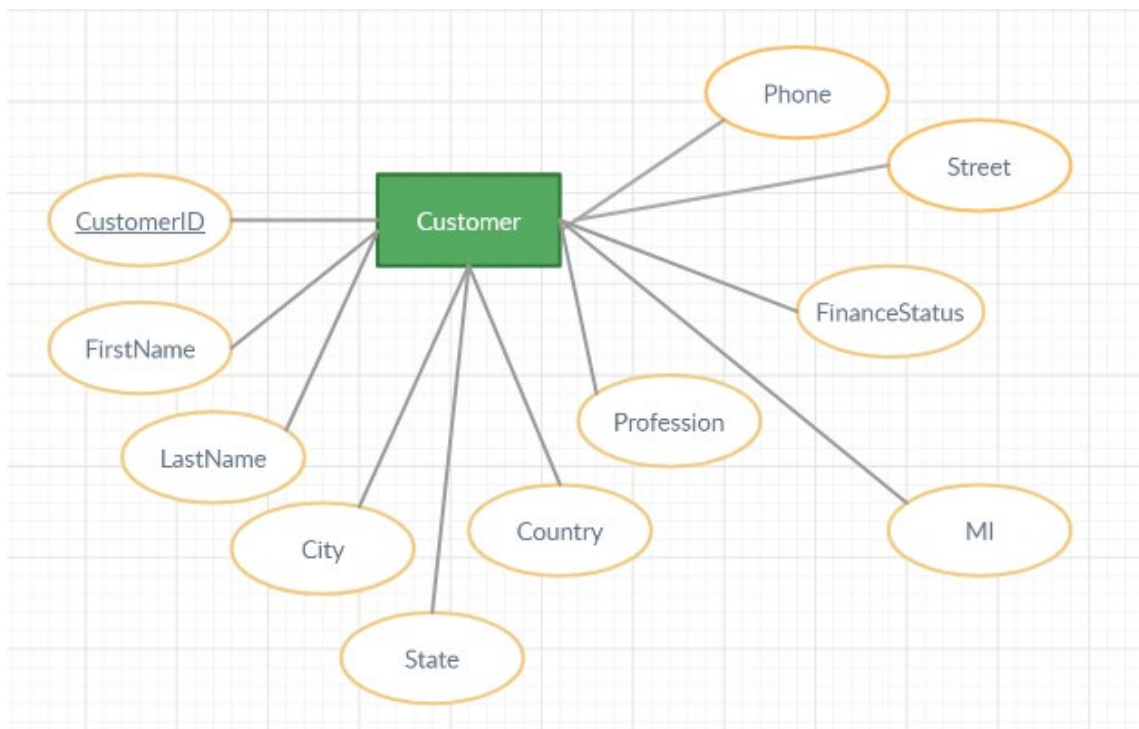 Phone
Street
CustomerID
Customer
FinanceStatus
FirstName
Profession
LastName
Country
MI
City
State